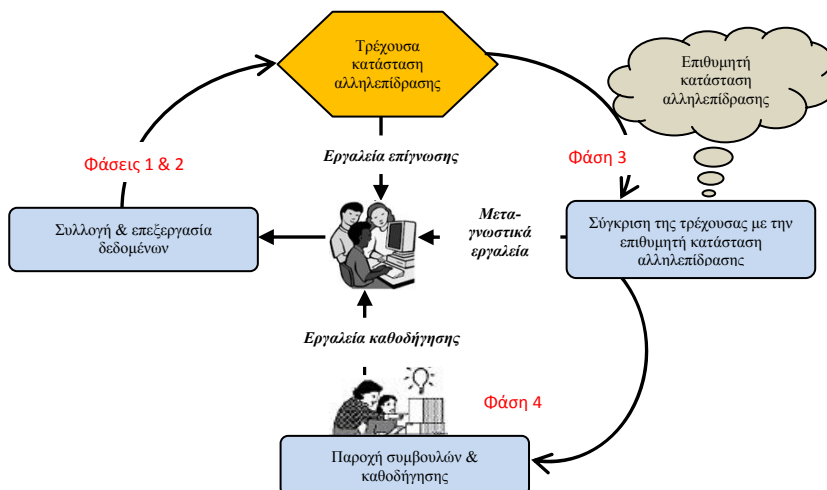 Τρέχουσα
κατάσταση
αλληλεπίδρασης
Επιθυμητή
κατάσταση
αλληλεπίδρασης
Εργαλεία επίγνωσης
Φάσεις 1 & 2
Φάση 3
Συλλογή & επεξεργασία
δεδομένων
Μετα-
γνωστικά
εργαλεία
Σύγκριση της τρέχουσας με την
επιθυμητή κατάσταση
αλληλεπίδρασης
Εργαλεία καθοδήγησης
Φάση 4
Παροχή συμβουλών &
καθοδήγησης